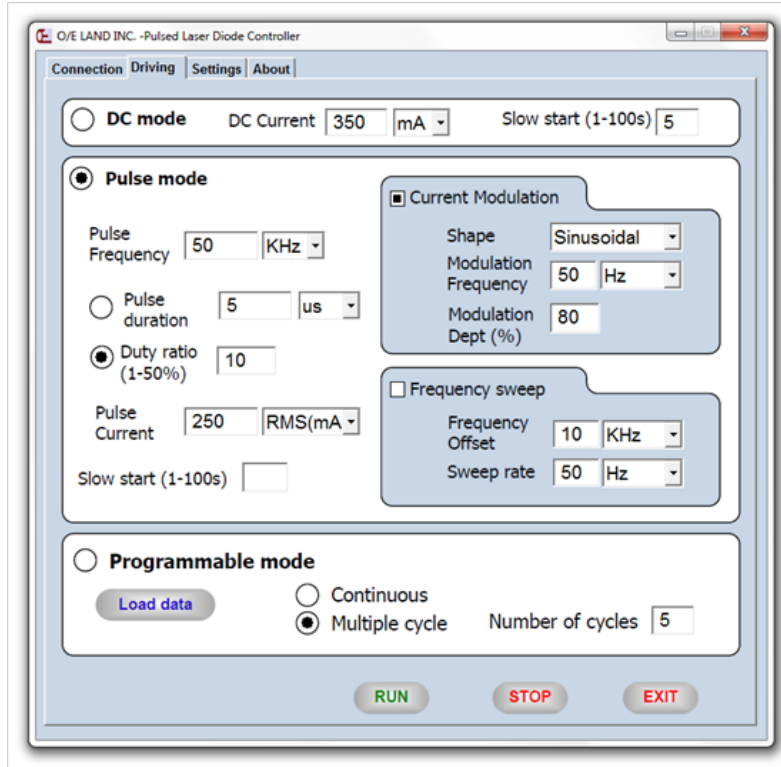 O/E LAND INC. -Pulsed Laser Diode Controller
Connection Driving Settings About
DC mode DC Current 350 mA Slow start (1-100s) 5
Pulse mode
Pulse Frequency 50 KHz
Pulse duration 5 us
Duty ratio (1-50%) 10
Pulse Current 250 RMS(mA
Slow start (1-100s)
Current Modulation
Shape Sinusoidal
Modulation Frequency 50 Hz
Modulation Dept (%) 80
Frequency sweep
Frequency Offset 10 KHz
Sweep rate 50 Hz
Programmable mode
Load data
Continuous
Multiple cycle Number of cycles 5
RUN STOP EXIT